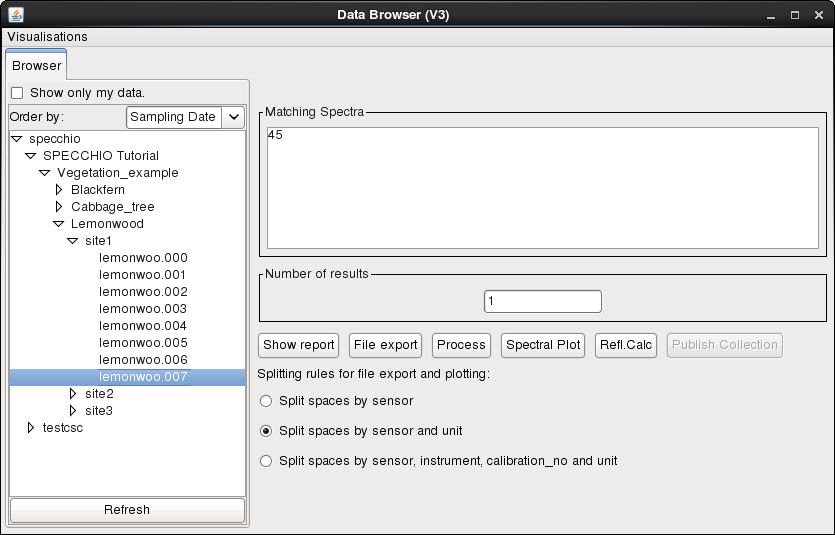 Data Browser (V3)
Visualisations
Browser
Show only my data.
Order by: Sampling Date
specchio
SPECCHIO Tutorial
Vegetation_example
Blackfern
Cabbage_tree
Lemonwood
site1
lemonwoo.000
lemonwoo.001
lemonwoo.002
lemonwoo.003
lemonwoo.004
lemonwoo.005
lemonwoo.006
lemonwoo.007
site2
site3
testcsc
Refresh
Matching Spectra
45
Number of results
1
Show report File export Process Spectral Plot Refl.Calc Publish Collection
Splitting rules for file export and plotting:
Split spaces by sensor
Split spaces by sensor and unit
Split spaces by sensor, instrument, calibration_no and unit